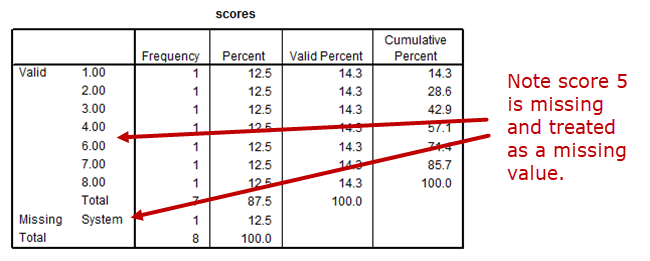 scores
Frequency Percent Valid Percent Cumulative Percent
Valid 1.00 1 12.5 14.3 14.3
2.00 1 12.5 14.3 28.6
3.00 1 12.5 14.3 42.9
4.00 1 12.5 14.3 57.1
6.00 1 12.5 14.3 71.4
7.00 1 12.5 14.3 85.7
8.00 1 12.5 14.3 100.0
Total 7 87.5 100.0
Missing System 1 12.5
Total 8 100.0
Note score 5
is missing
and treated
as a missing
value.